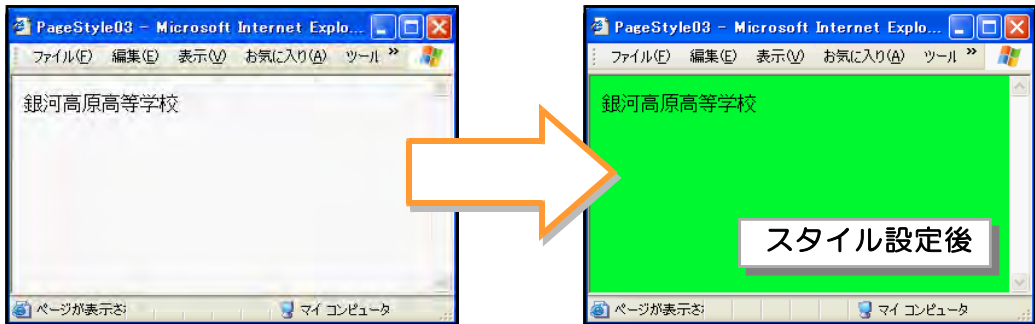 PageStyle03 - Microsoft Internet Explo...
ファイル(F) 編集(E) 表示(V) お気に入り(A) ツール »
銀河高原高等学校
ページが表示さ
マイ コンピュータ
PageStyle03 - Microsoft Internet Explo...
ファイル(F) 編集(E) 表示(V) お気に入り(A) ツール »
銀河高原高等学校
スタイル設定後
ページが表示さ
マイ コンピュータ